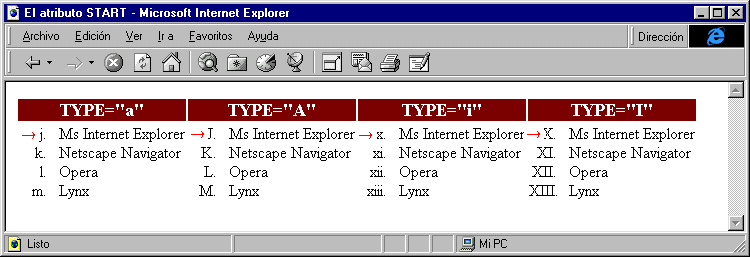 El atributo START - Microsoft Internet Explorer
Archivo Edición Ver Ir a Favoritos Ayuda Dirección
TYPE="a" TYPE="A" TYPE="i" TYPE="I"
→ j. Ms Internet Explorer → J. Ms Internet Explorer → x. Ms Internet Explorer → X. Ms Internet Explorer
k. Netscape Navigator K. Netscape Navigator xi. Netscape Navigator XI. Netscape Navigator
l. Opera L. Opera xii. Opera XII. Opera
m. Lynx M. Lynx xiii. Lynx XIII. Lynx
Listo Mi PC